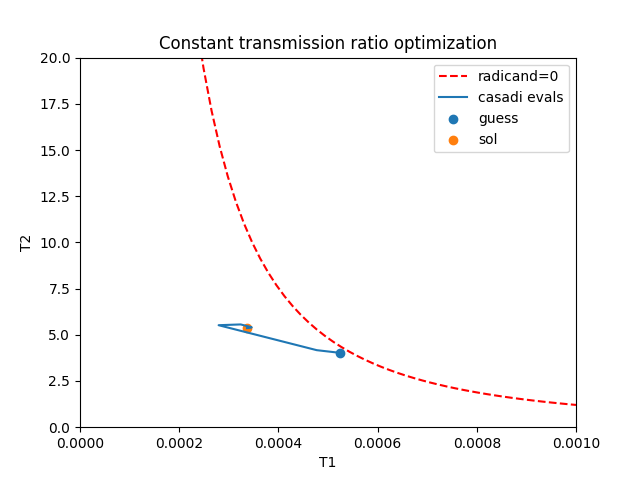 Constant transmission ratio optimization
20.0
17.5
15.0
12.5
10.0
7.5
5.0
2.5
0.0
T2
radicand=0
casadi evals
guess
sol
0.0000 0.0002 0.0004 0.0006 0.0008 0.0010
T1